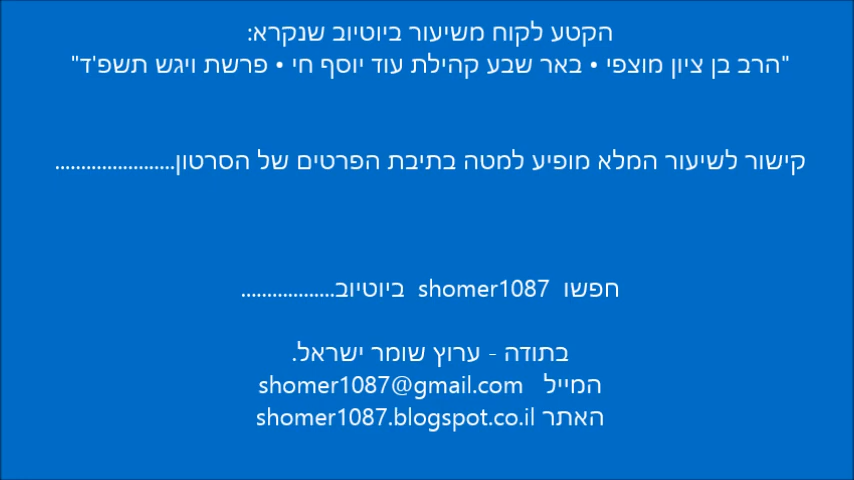 הקטע לקוח משיעור ביוטיוב שנקרא:
"הרב בן ציון מוצפי • באר שבע קהילת עוד יוסף חי • פרשת ויגש תשפ'ד"
קישור לשיעור המלא מופיע למטה בתיבת הפרטים של הסרטון.......................
חפשו shomer1087 ביוטיוב..................
בתודה - ערוץ שומר ישראל.
המייל shomer1087@gmail.com
האתר shomer1087.blogspot.co.il